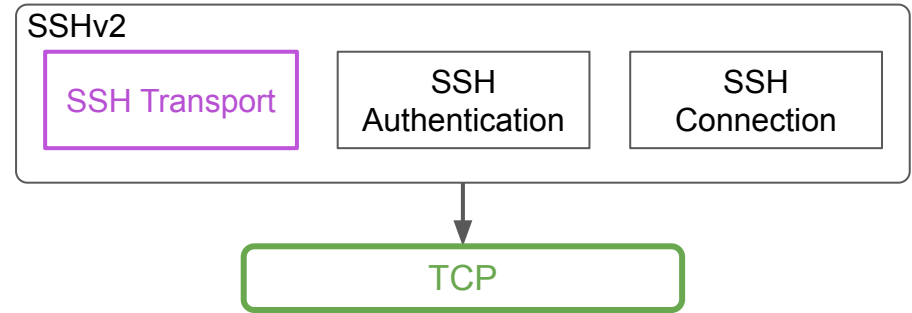 SSHv2
SSH Transport
SSH
Authentication
SSH
Connection
TCP